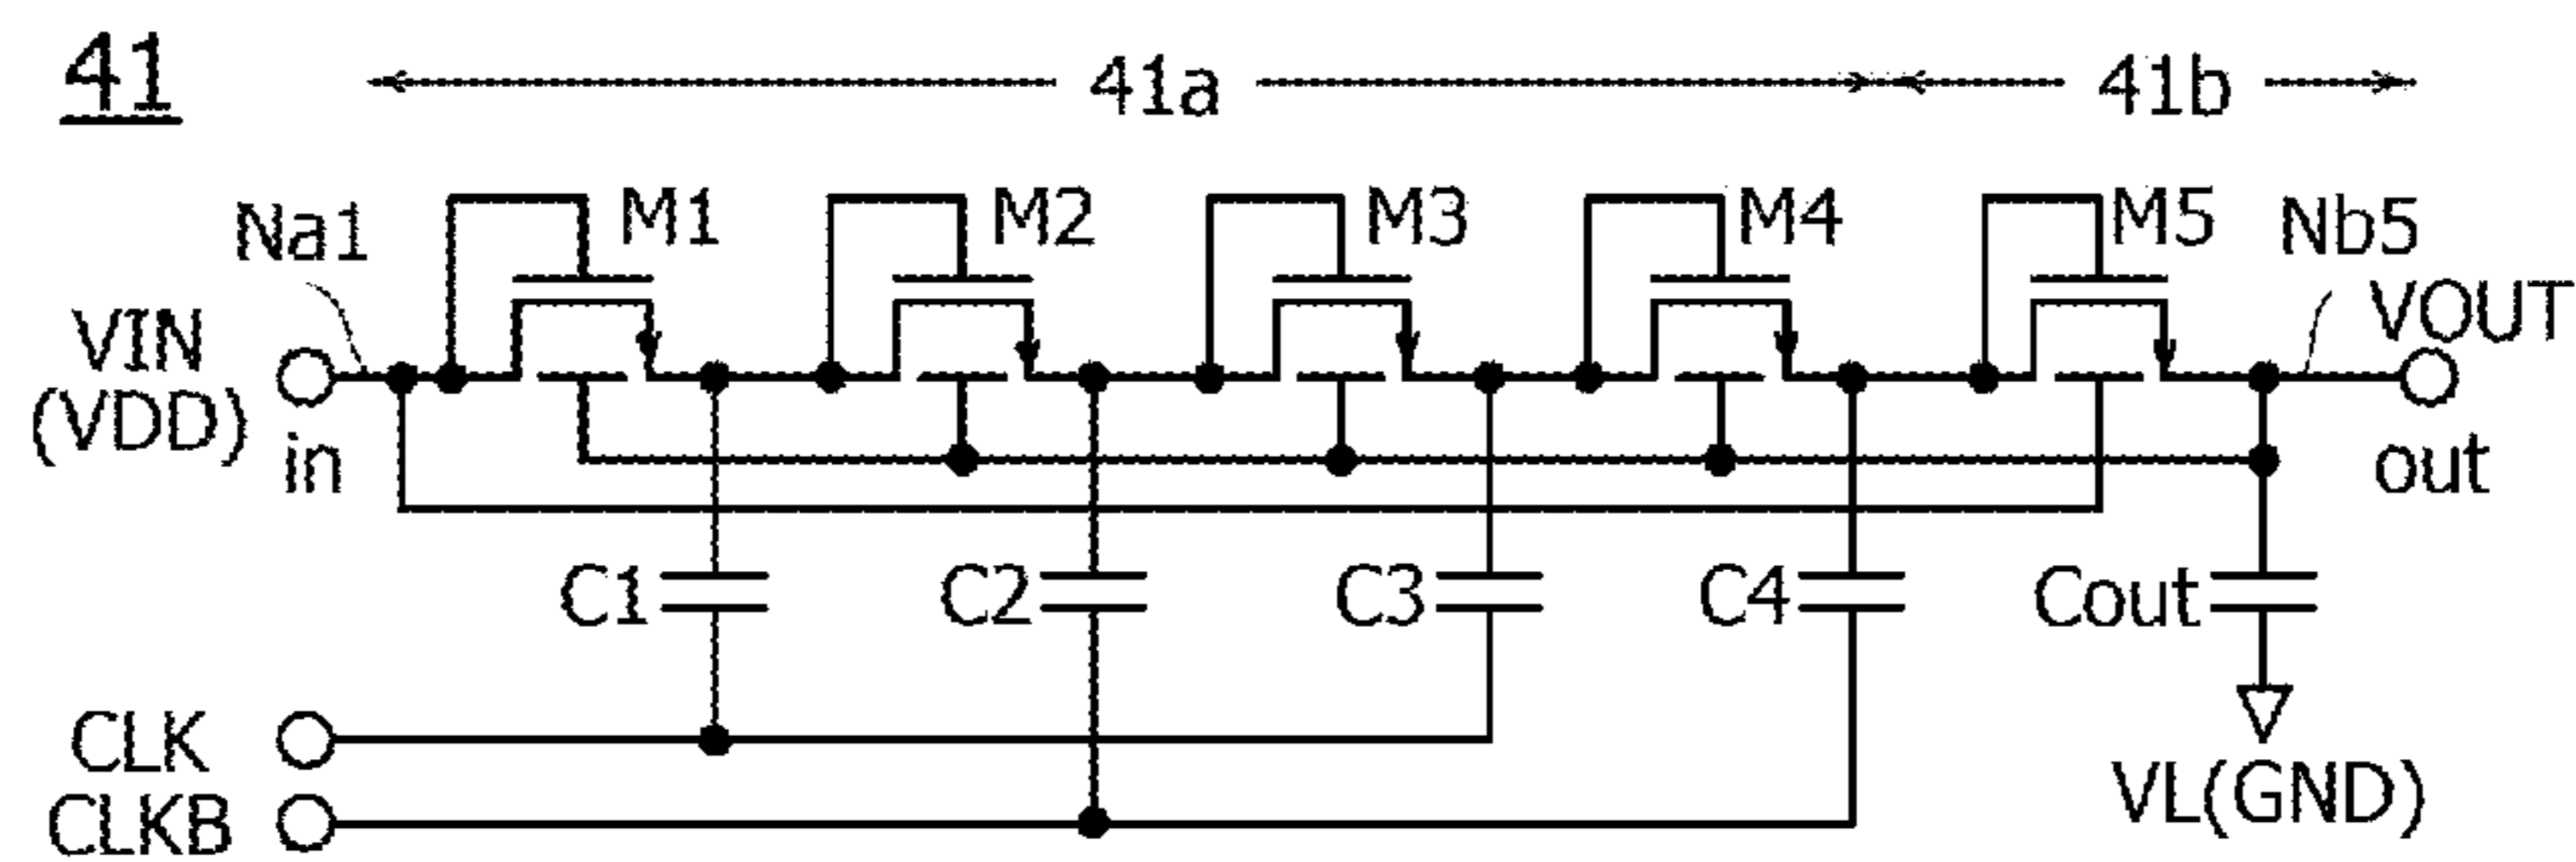 41
41a
41b
M1
M2
M3
M4
M5
Na1
Nb5
VIN
(VDD)
in
VOUT
out
C1
C2
C3
C4
Cout
CLK
CLKB
VL(GND)